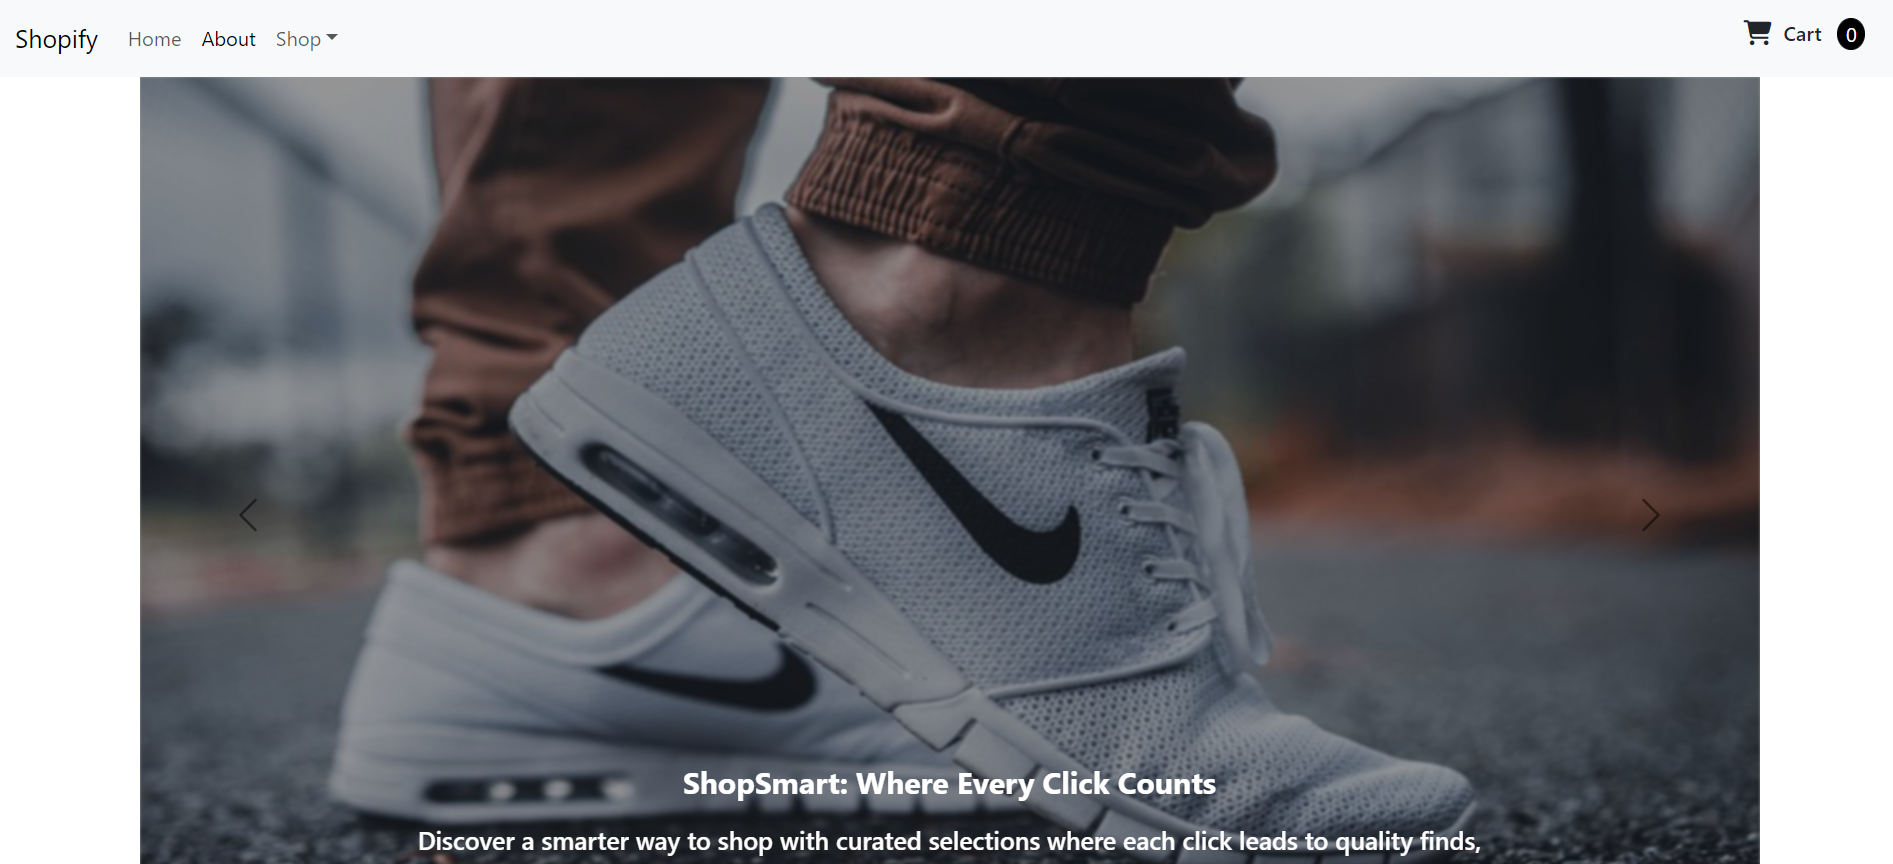 Shopify Home About Shop Cart 0
ShopSmart: Where Every Click Counts
Discover a smarter way to shop with curated selections where each click leads to quality finds,